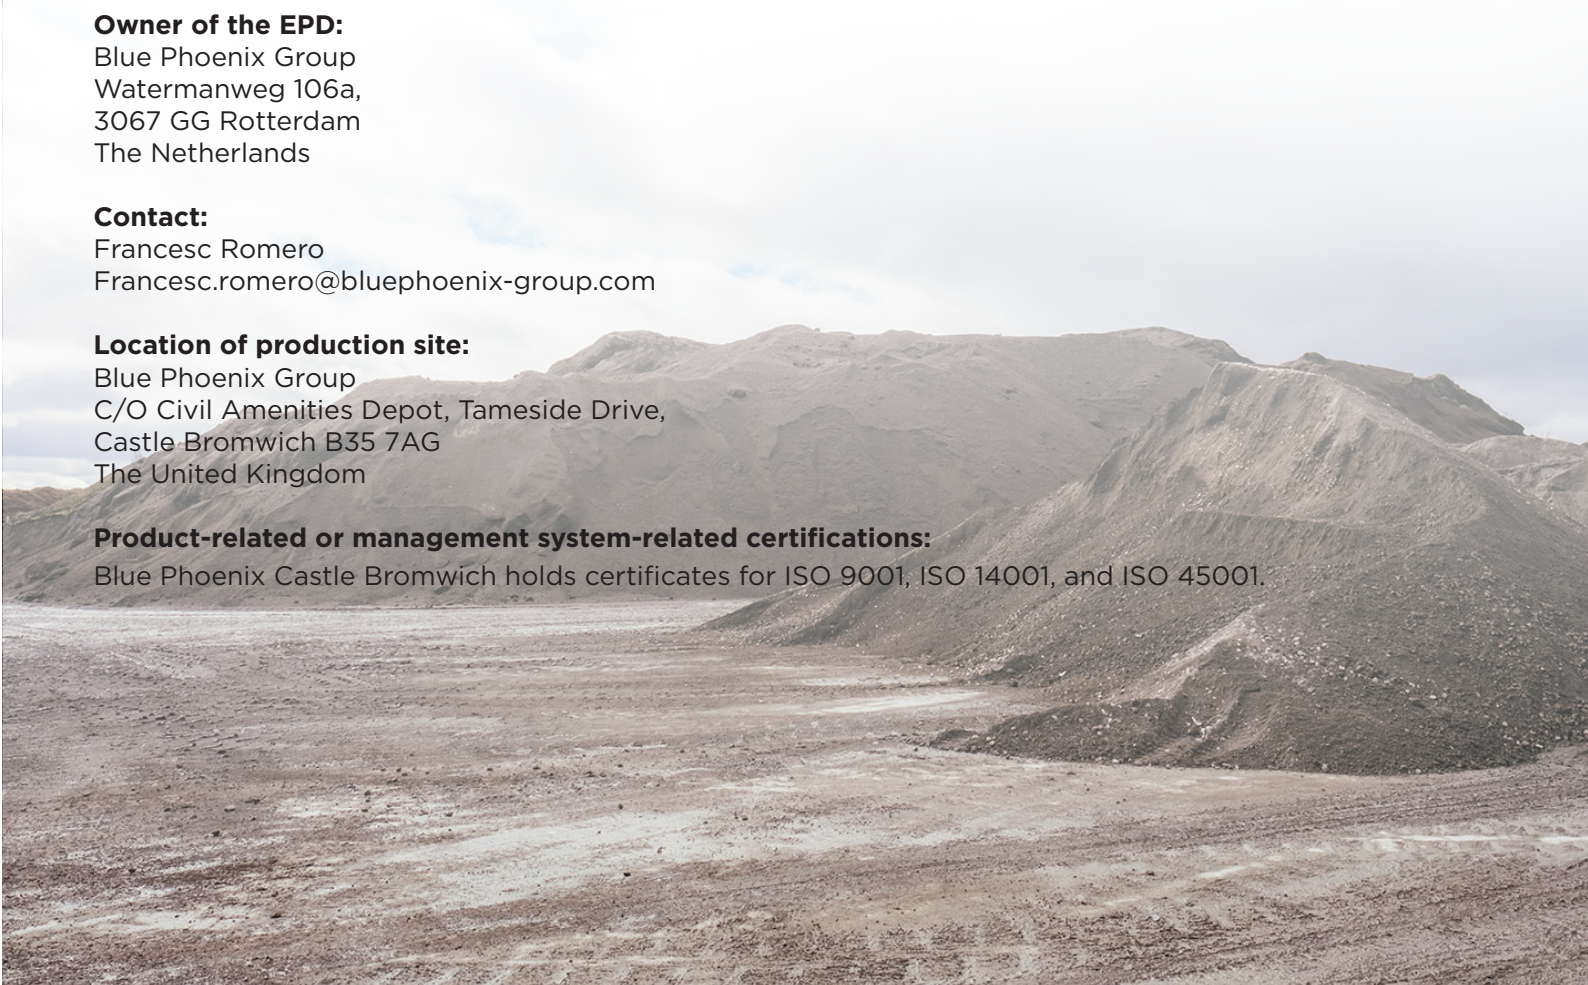 Owner of the EPD:
Blue Phoenix Group
Watermanweg 106a,
3067 GG Rotterdam
The Netherlands
Contact:
Francesc Romero
Francesc.romero@bluephoenix-group.com
Location of production site:
Blue Phoenix Group
C/O Civil Amenities Depot, Tameside Drive,
Castle Bromwich B35 7AG
The United Kingdom
Product-related or management system-related certifications:
Blue Phoenix Castle Bromwich holds certificates for ISO 9001, ISO 14001, and ISO 45001.